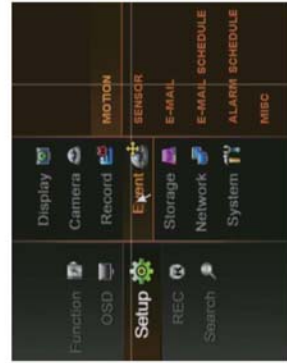 Function
OSD
Setup
REC
Search
Display
Camera
Record
Event
Storage
Network
System
MOTION
SENSOR
E-MAIL
E-MAIL SCHEDULE
ALARM SCHEDULE
MISC